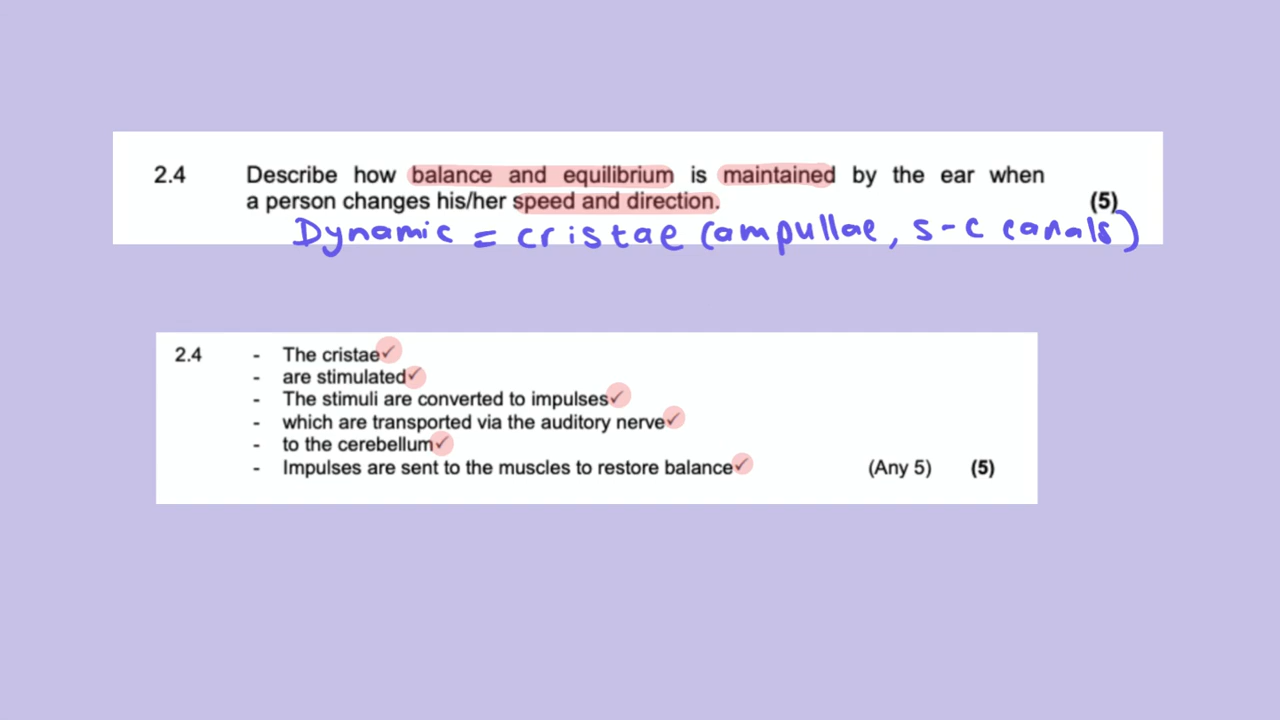 2.4 Describe how balance and equilibrium is maintained by the ear when
a person changes his/her speed and direction. (5)
Dynamic = cristae (ampullae, s-c canals)
2.4 - The cristae✓
- are stimulated✓
- The stimuli are converted to impulses✓
- which are transported via the auditory nerve✓
- to the cerebellum✓
- Impulses are sent to the muscles to restore balance✓ (Any 5) (5)